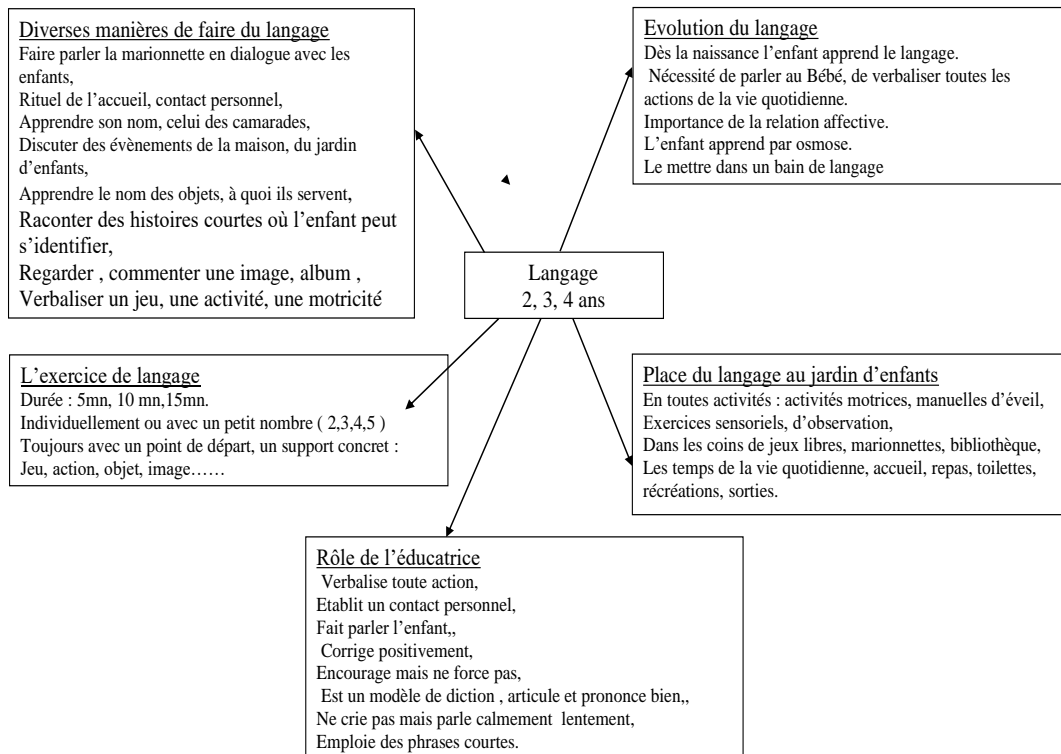 Diverses manières de faire du langage
Faire parler la marionnette en dialogue avec les
enfants,
Rituel de l’accueil, contact personnel,
Apprendre son nom, celui des camarades,
Discuter des évènements de la maison, du jardin
d’enfants,
Apprendre le nom des objets, à quoi ils servent,
Raconter des histoires courtes où l’enfant peut
s’identifier,
Regarder , commenter une image, album ,
Verbaliser un jeu, une activité, une motricité
Evolution du langage
Dès la naissance l’enfant apprend le langage.
Nécessité de parler au Bébé, de verbaliser toutes les
actions de la vie quotidienne.
Importance de la relation affective.
L’enfant apprend par osmose.
Le mettre dans un bain de langage
Langage
2, 3, 4 ans
L’exercice de langage
Durée : 5mn, 10 mn,15mn.
Individuellement ou avec un petit nombre ( 2,3,4,5 )
Toujours avec un point de départ, un support concret :
Jeu, action, objet, image……
Place du langage au jardin d’enfants
En toutes activités : activités motrices, manuelles d’éveil,
Exercices sensoriels, d’observation,
Dans les coins de jeux libres, marionnettes, bibliothèque,
Les temps de la vie quotidienne, accueil, repas, toilettes,
récréations, sorties.
Rôle de l’éducatrice
Verbalise toute action,
Etablit un contact personnel,
Fait parler l’enfant,,
Corrige positivement,
Encourage mais ne force pas,
Est un modèle de diction , articule et prononce bien,,
Ne crie pas mais parle calmement lentement,
Emploie des phrases courtes.